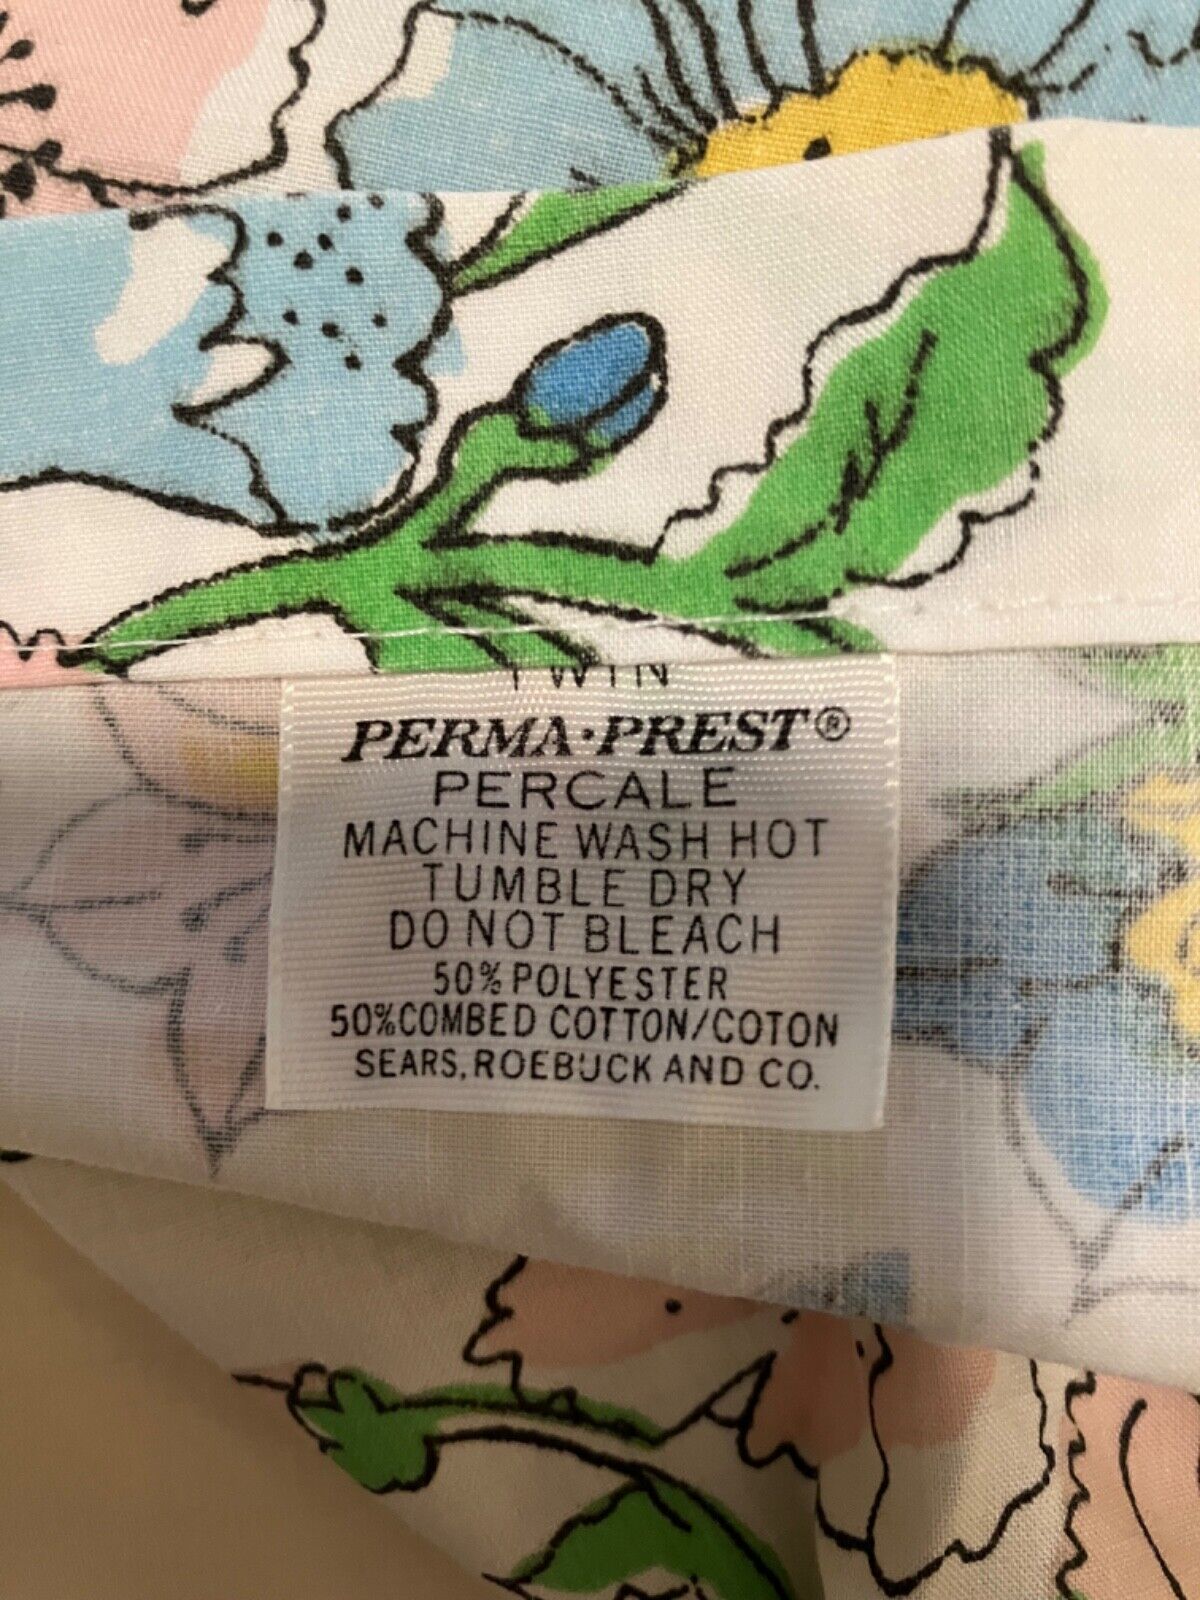 TWIN
PERMA·PREST®
PERCALE
MACHINE WASH HOT
TUMBLE DRY
DO NOT BLEACH
50% POLYESTER
50% COMBED COTTON/COTON
SEARS, ROEBUCK AND CO.